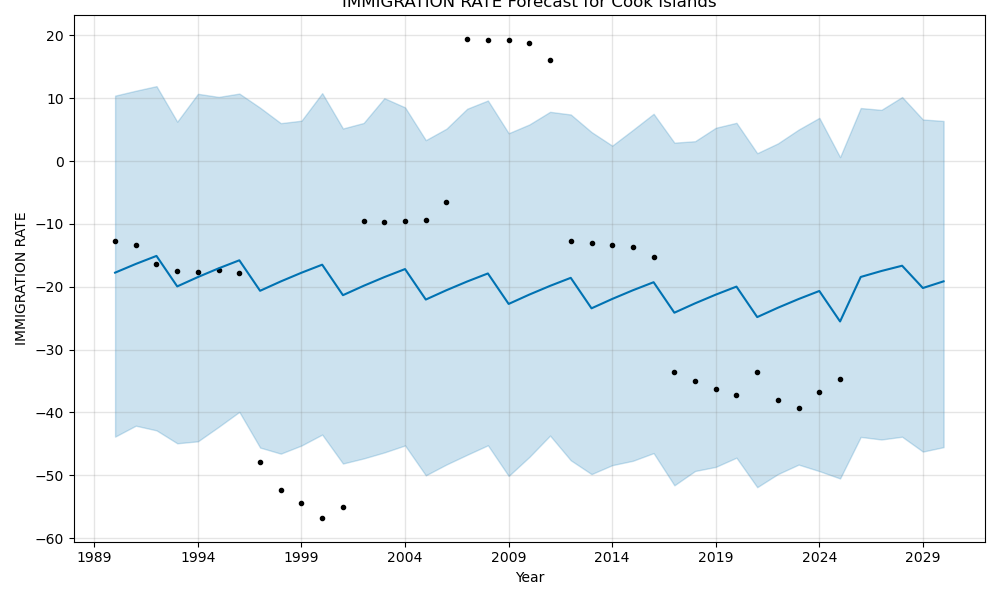 IMMIGRATION RATE Forecast for Cook Islands
20
10
0
−10
−20
−30
−40
−50
−60
IMMIGRATION RATE
1989 1994 1999 2004 2009 2014 2019 2024 2029
Year